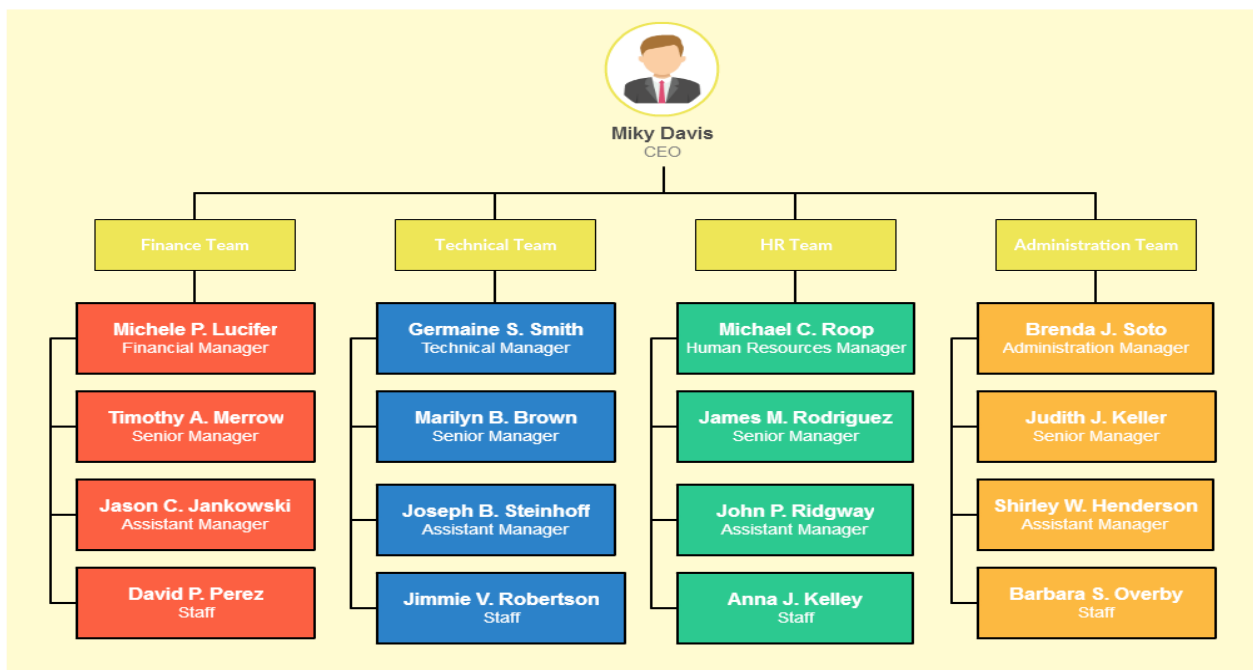 Miky Davis
CEO
Finance Team
Technical Team
HR Team
Administration Team
Michele P. Lucifer
Financial Manager
Germaine S. Smith
Technical Manager
Michael C. Roop
Human Resources Manager
Brenda J. Soto
Administration Manager
Timothy A. Merrow
Senior Manager
Marilyn B. Brown
Senior Manager
James M. Rodriguez
Senior Manager
Judith J. Keller
Senior Manager
Jason C. Jankowski
Assistant Manager
Joseph B. Steinhoff
Assistant Manager
John P. Ridgway
Assistant Manager
Shirley W. Henderson
Assistant Manager
David P. Perez
Staff
Jimmie V. Robertson
Staff
Anna J. Kelley
Staff
Barbara S. Overby
Staff